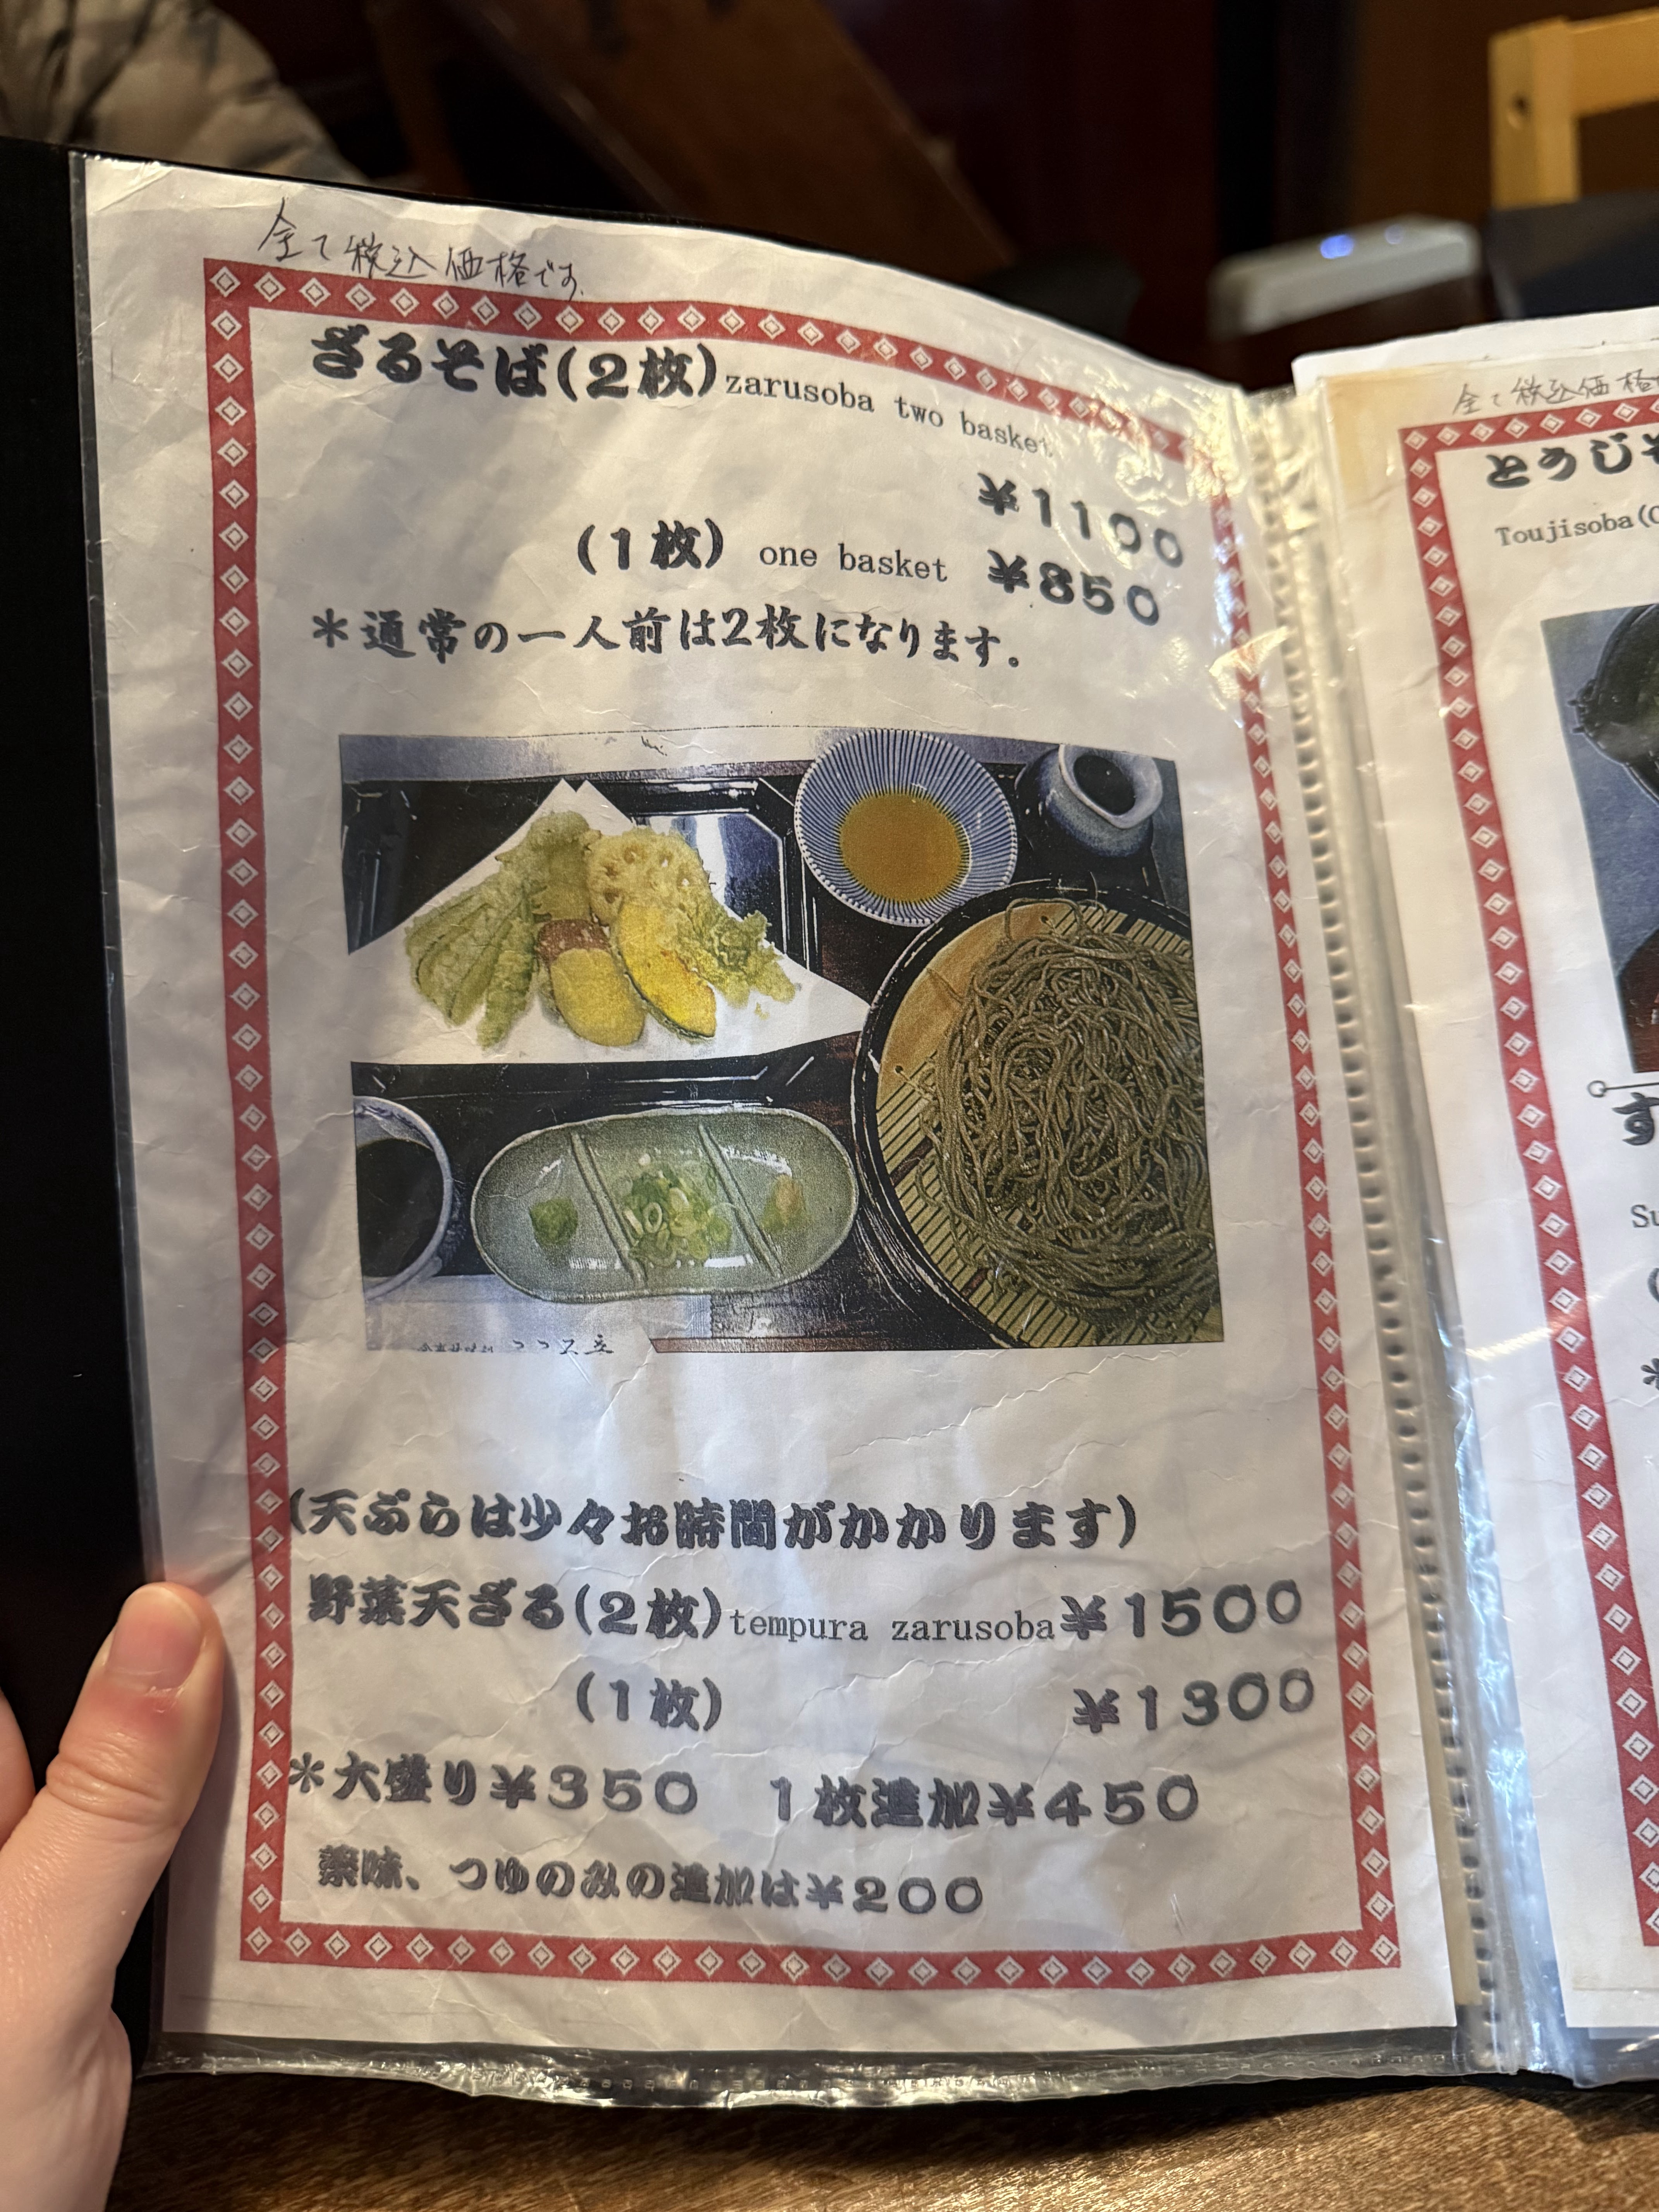 全て税込価格です。
ざるそば(2枚)zarusoba two basket
¥1100
(1枚) one basket ¥850
*通常の一人前は2枚になります。
(天ぷらは少々お時間がかかります)
野菜天ざる(2枚)tempura zarusoba¥1500
(1枚) ¥1300
*大盛り¥350 1枚追加¥450
薬味、つゆのみの追加は¥200
全て税込価格
とうじそ
Toujisoba(
す
Su